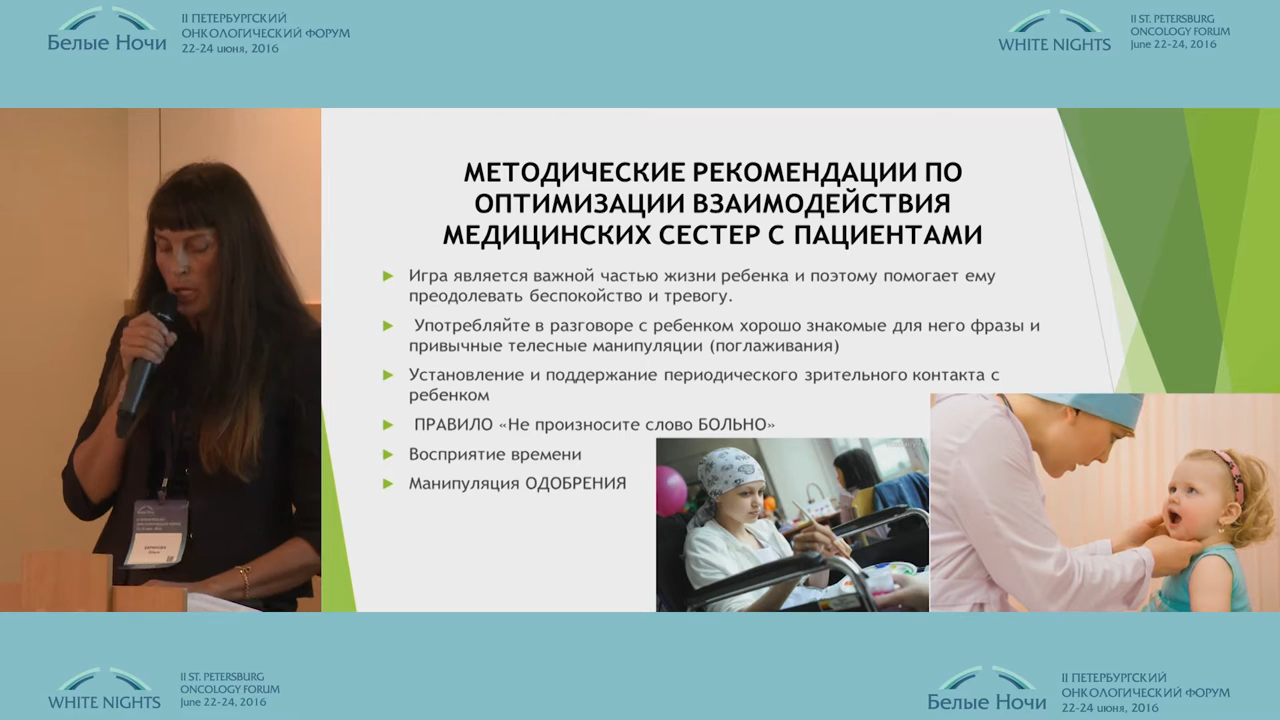 Белые Ночи
II ПЕТЕРБУРГСКИЙ
ОНКОЛОГИЧЕСКИЙ ФОРУМ
22-24 июня, 2016
WHITE NIGHTS
II ST. PETERSBURG
ONCOLOGY FORUM
June 22-24, 2016
МЕТОДИЧЕСКИЕ РЕКОМЕНДАЦИИ ПО
ОПТИМИЗАЦИИ ВЗАИМОДЕЙСТВИЯ
МЕДИЦИНСКИХ СЕСТЕР С ПАЦИЕНТАМИ
Игра является важной частью жизни ребенка и поэтому помогает ему
преодолевать беспокойство и тревогу.
Употребляйте в разговоре с ребенком хорошо знакомые для него фразы и
привычные телесные манипуляции (поглаживания)
Установление и поддержание периодического зрительного контакта с
ребенком
ПРАВИЛО «Не произносите слово БОЛЬНО»
Восприятие времени
Манипуляция ОДОБРЕНИЯ
WHITE NIGHTS
II ST. PETERSBURG
ONCOLOGY FORUM
June 22-24, 2016
Белые Ночи
II ПЕТЕРБУРГСКИЙ
ОНКОЛОГИЧЕСКИЙ ФОРУМ
22-24 июня, 2016